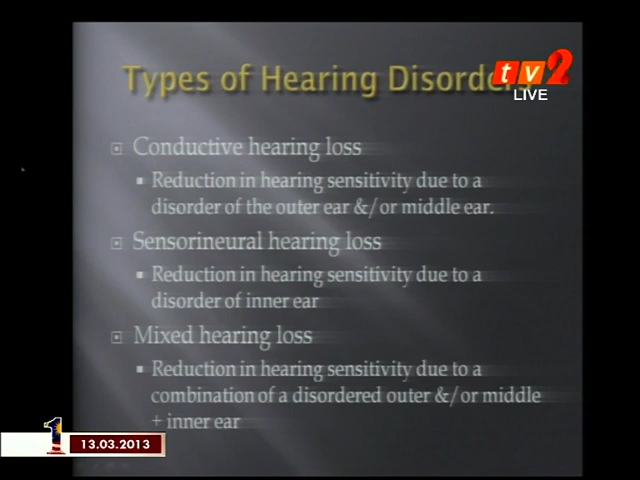 Types of Hearing Disorders
tv2
LIVE
Conductive hearing loss
Reduction in hearing sensitivity due to a
disorder of the outer ear &/or middle ear.
Sensorineural hearing loss
Reduction in hearing sensitivity due to a
disorder of inner ear
Mixed hearing loss
Reduction in hearing sensitivity due to a
combination of a disordered outer &/or middle
+ inner ear
1
13.03.2013